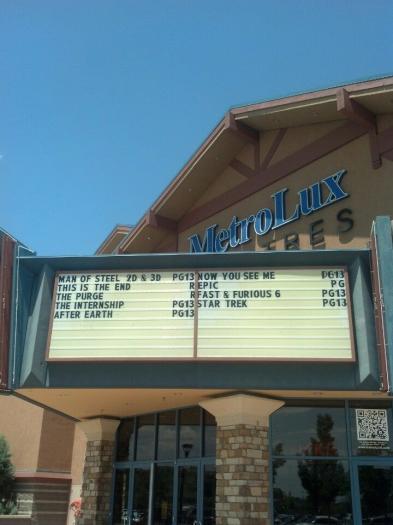 MetroLux
THEATRES
MAN OF STEEL 2D & 3D PG13
THIS IS THE END R
THE PURGE R
THE INTERNSHIP PG13
AFTER EARTH PG13
NOW YOU SEE ME PG13
EPIC PG
FAST & FURIOUS 6 PG13
STAR TREK PG13